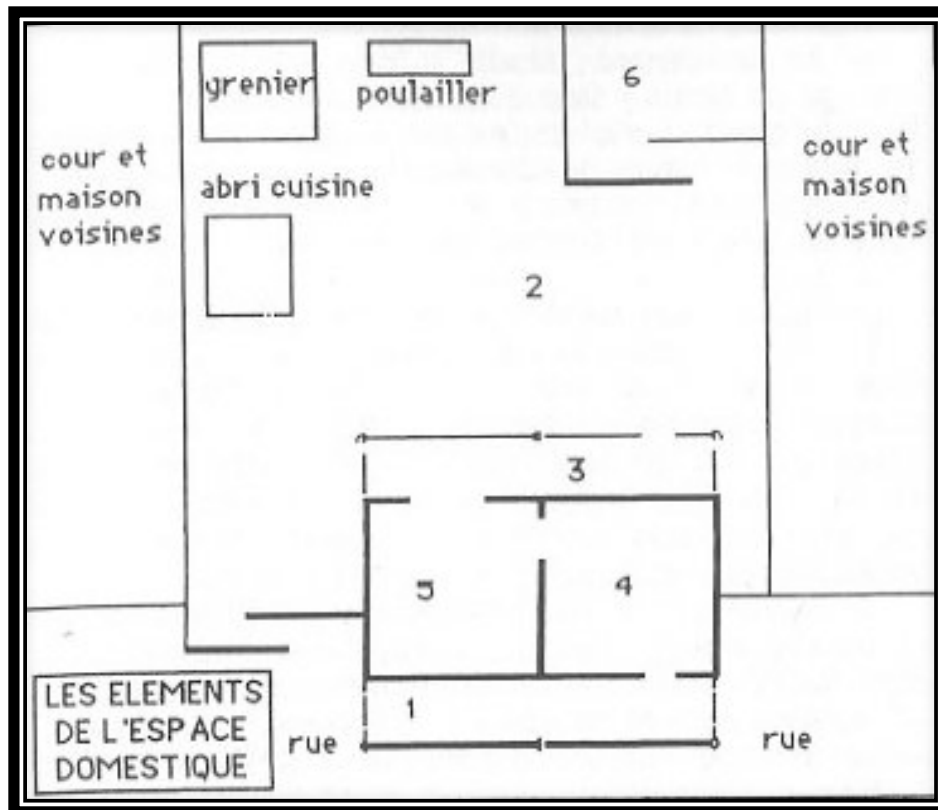 grenier
poulailler
6
cour et
maison
voisines
cour et
maison
voisines
abri cuisine
2
3
5
4
1
rue
rue
LES ELEMENTS
DE L'ESPACE
DOMESTIQUE